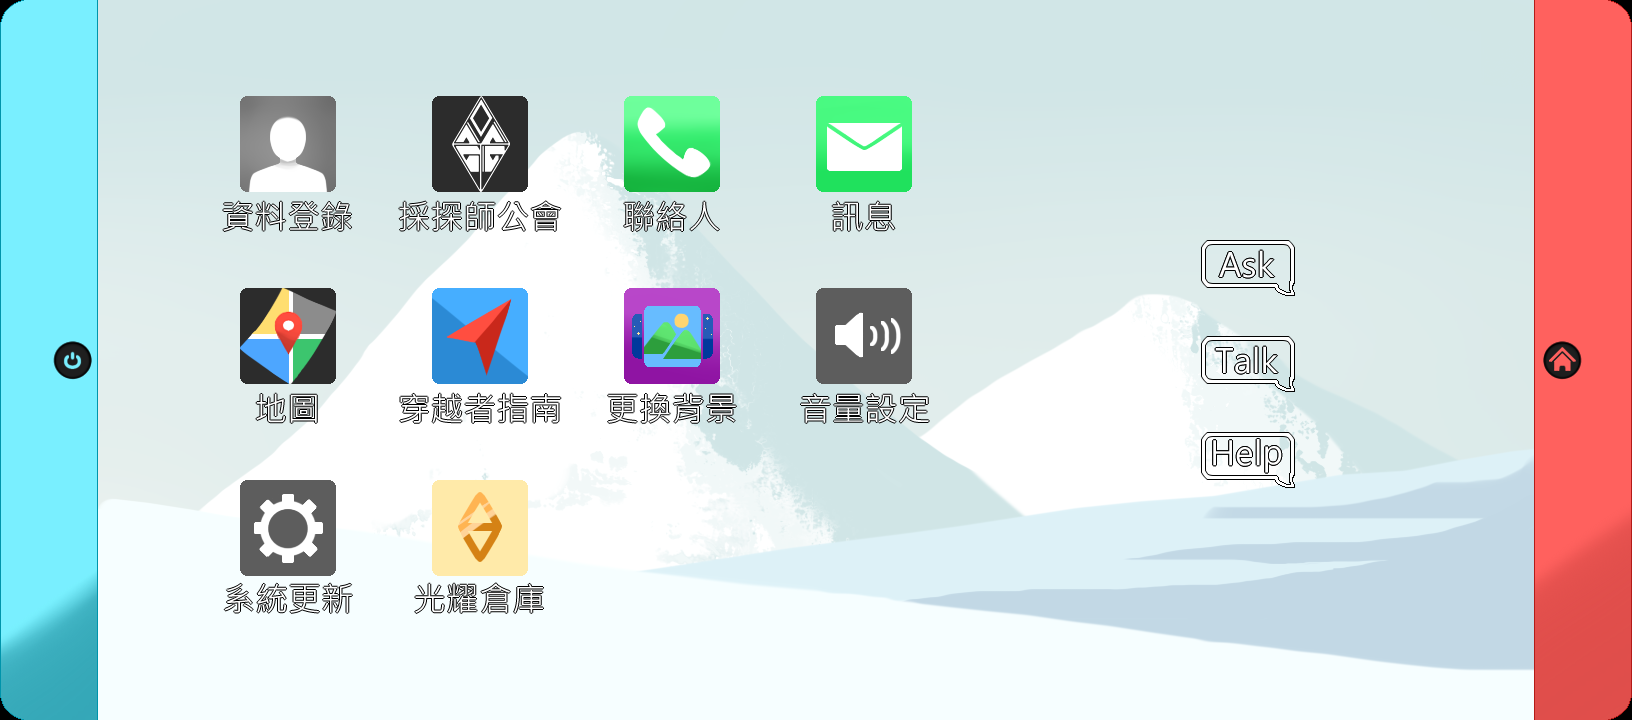 資料登錄
採探師公會
聯絡人
訊息
地圖
穿越者指南
更換背景
音量設定
系統更新
光耀倉庫
Ask
Talk
Help